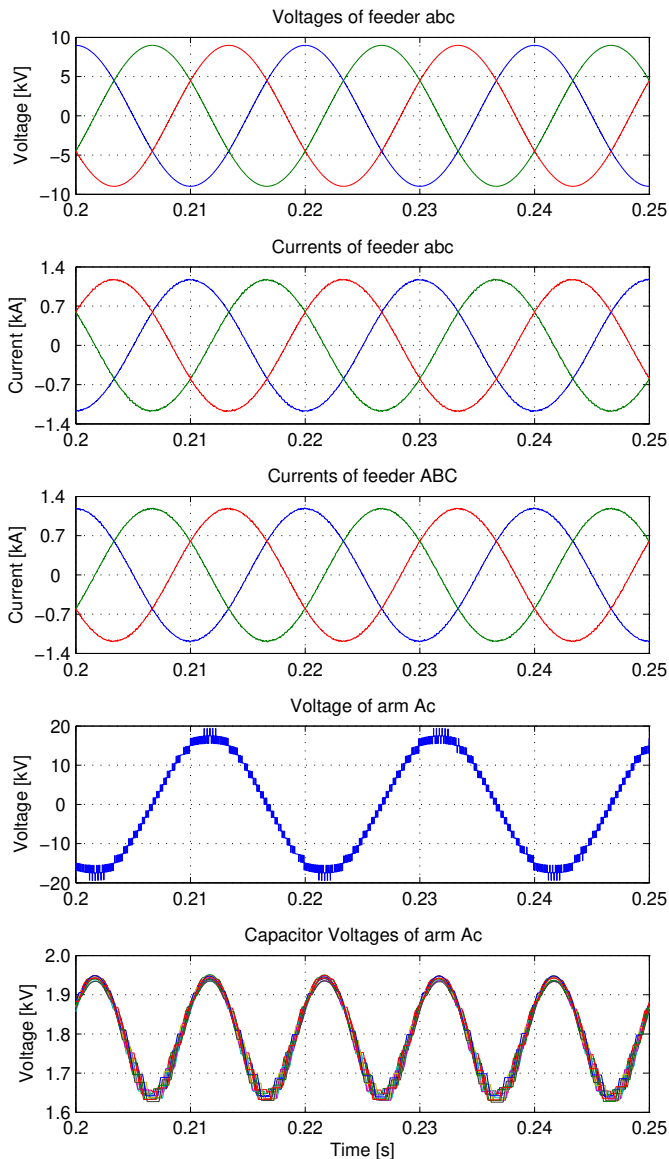 Voltages of feeder abc
10
5
0
−5
−10
Voltage [kV]
0.2 0.21 0.22 0.23 0.24 0.25
Currents of feeder abc
1.4
0.7
0
−0.7
−1.4
Current [kA]
0.2 0.21 0.22 0.23 0.24 0.25
Currents of feeder ABC
1.4
0.7
0
−0.7
−1.4
Current [kA]
0.2 0.21 0.22 0.23 0.24 0.25
Voltage of arm Ac
20
10
0
−10
−20
Voltage [kV]
0.2 0.21 0.22 0.23 0.24 0.25
Capacitor Voltages of arm Ac
2.0
1.9
1.8
1.7
1.6
Voltage [kV]
0.2 0.21 0.22 0.23 0.24 0.25
Time [s]